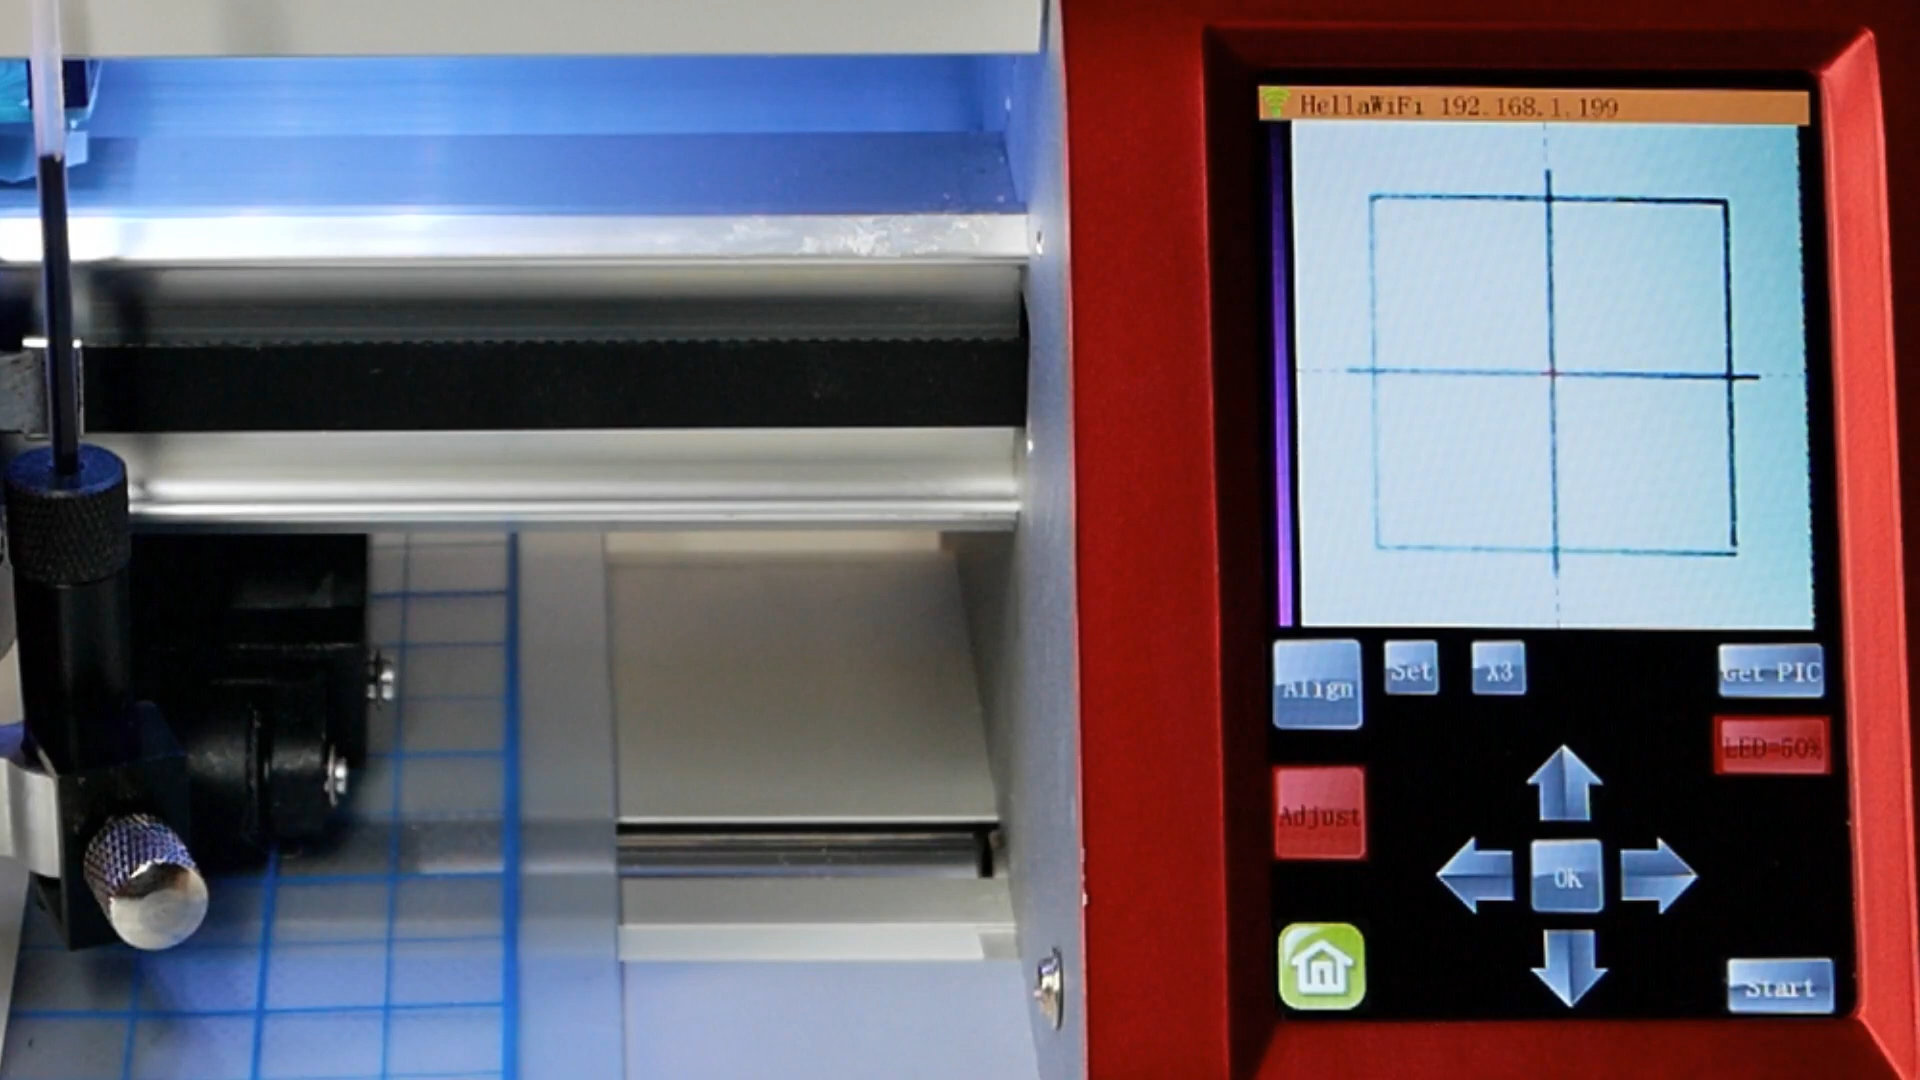 HellaWiFi 192.168.1.199
Align
Set
X3
Get PIC
LED=50%
Adjust
OK
Start